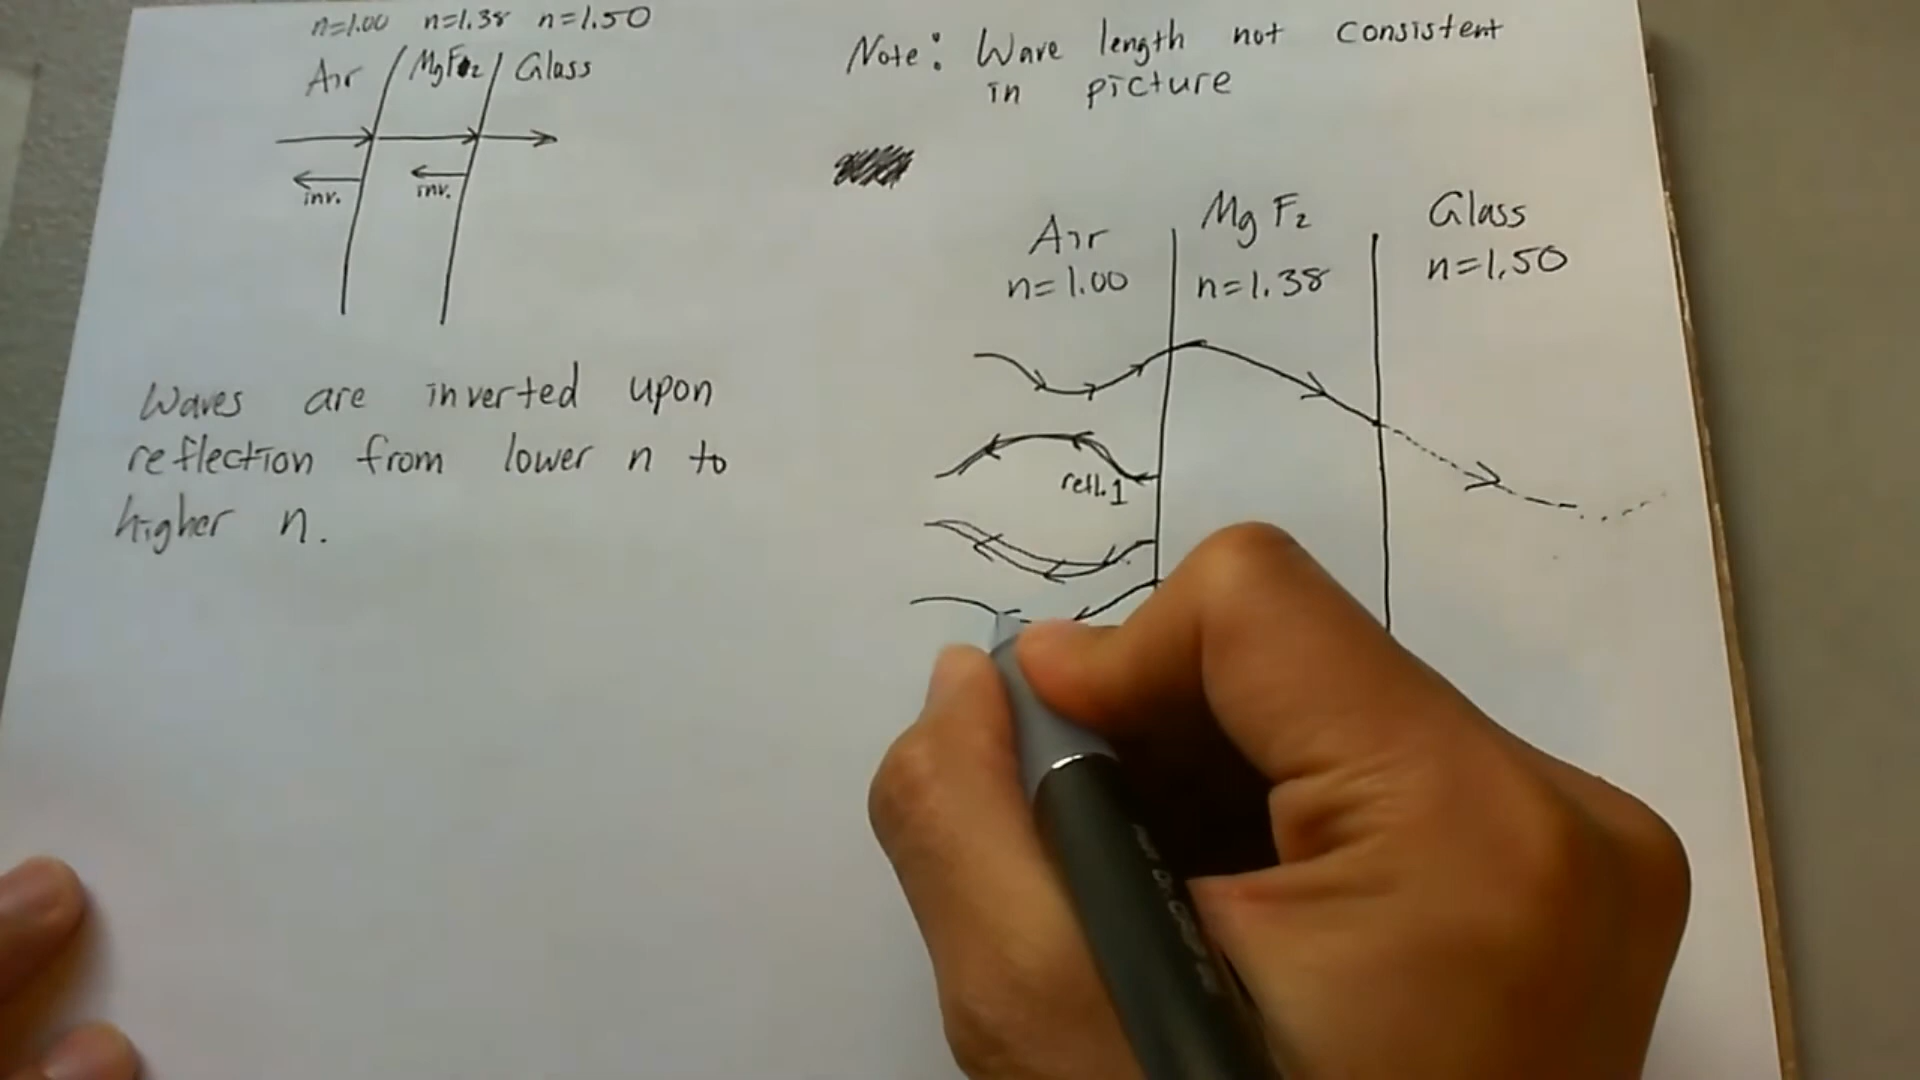 n=1.00 n=1.38 n=1.50
Air MgF2 Glass
inv. inv.
Waves are inverted upon
reflection from lower n to
higher n.
Note: Wave length not consistent
in picture
Air MgF2 Glass
n=1.00 n=1.38 n=1.50
refl.1